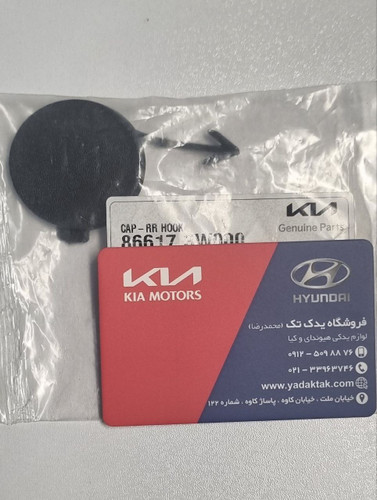 CAP - RR HOOK
86617
KIA
Genuine Parts
KIA
KIA MOTORS
HYUNDAI
فروشگاه یدک تک (محمدرضا)
لوازم یدکی هیوندای و کیا
۰۹۱۲ - ۵۰۹ ۸۸ ۷۶
۰۲۱ - ۳۳۹۶۳۷۴۶
www.yadaktak.com
خیابان ملت ، خیابان کاوه ، پاساژ کاوه ، شماره ۱۲۲